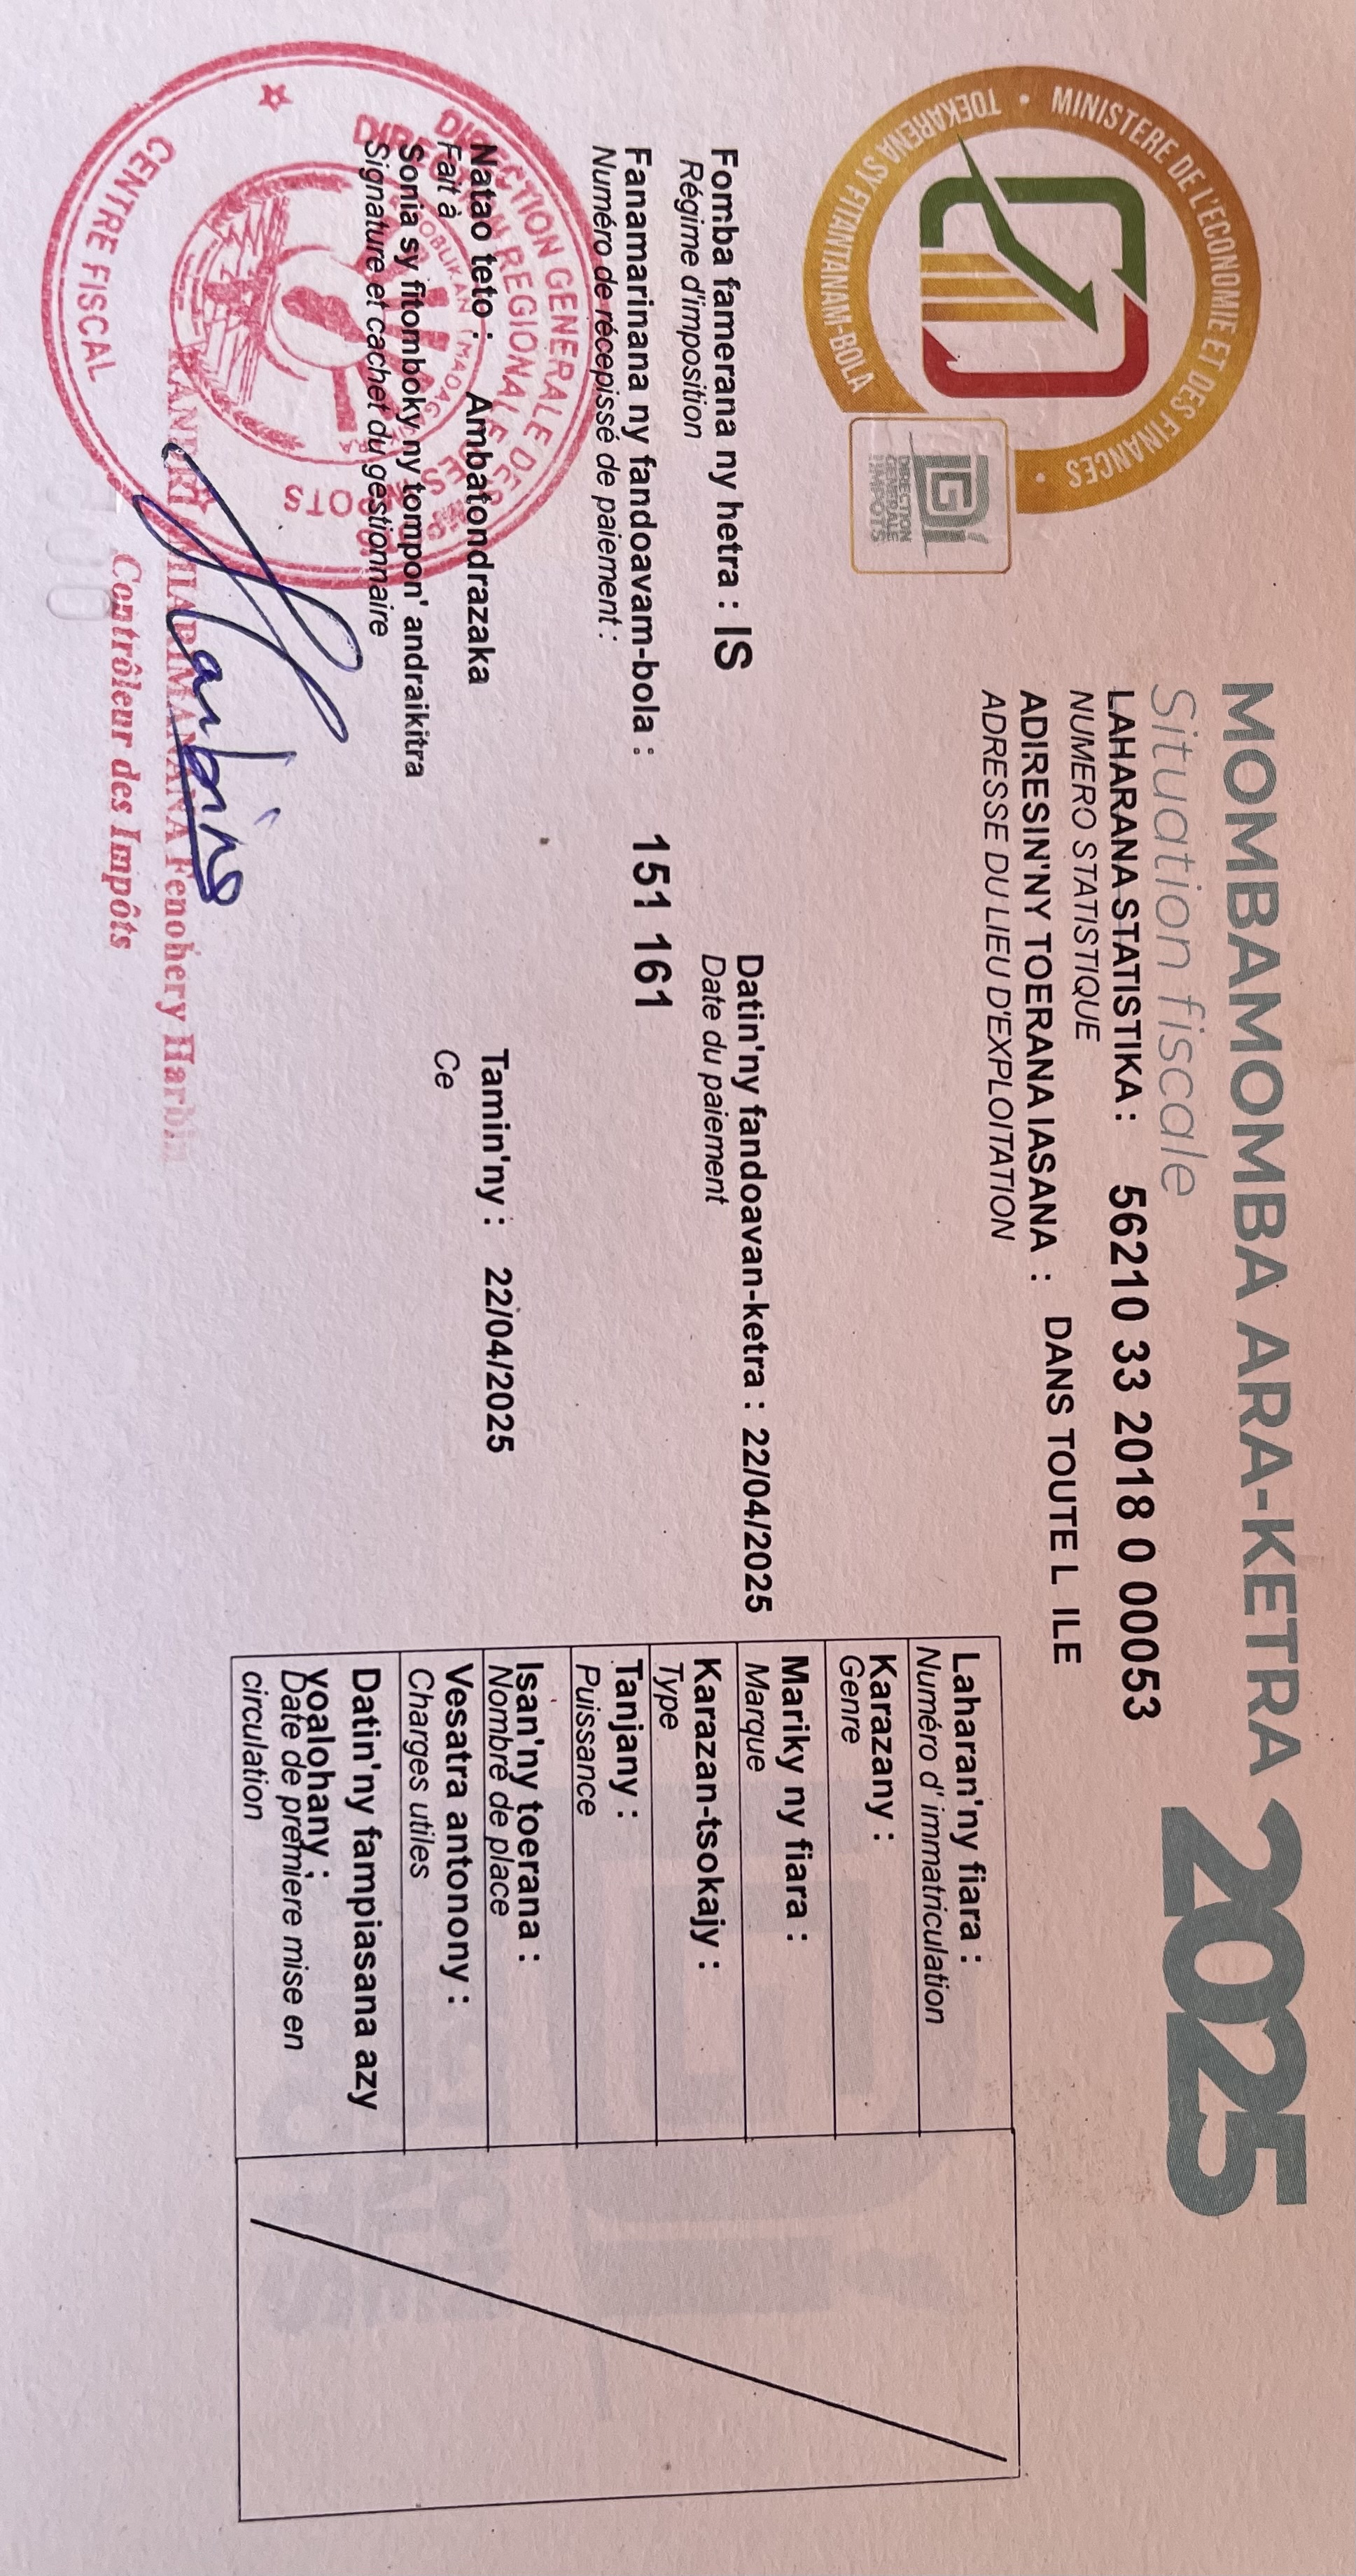 MINISTERE DE L'ECONOMIE ET DES FINANCES
TOEKARENA SY FITANTANAM-BOLA
DIRECTION
GENERALE
IMPOTS
MOMBAMOMBA ARA-KETRA 2025
Situation fiscale
LAHARANA STATISTIKA : 56210 33 2018 0 00053
NUMERO STATISTIQUE
ADIRESIN'NY TOERANA IASANA : DANS TOUTE L ILE
ADRESSE DU LIEU D'EXPLOITATION
Fomba famerana ny hetra : IS
Régime d'imposition
Datin'ny fandoavan-ketra : 22/04/2025
Date du paiement
Fanamarinana ny fandoavam-bola : 151 161
Numéro de récepissé de paiement :
Natao teto : Ambatondrazaka
Fait à
Tamin'ny : 22/04/2025
Ce
Sonia sy fitomboky ny tompon' andraikitra
Signature et cachet du gestionnaire
DIRECTION GENERALE DES
REGIONALE
CENTRE FISCAL
Fenohery
Contrôleur des Impôts
Laharan'ny fiara :
Numéro d' immatriculation
Karazany :
Genre
Mariky ny fiara :
Marque
Karazan-tsokajy :
Type
Tanjany :
Puissance
Isan'ny toerana :
Nombre de place
Vesatra antonony :
Charges utiles
Datin'ny fampiasana azy
voalohany :
Date de première mise en
circulation